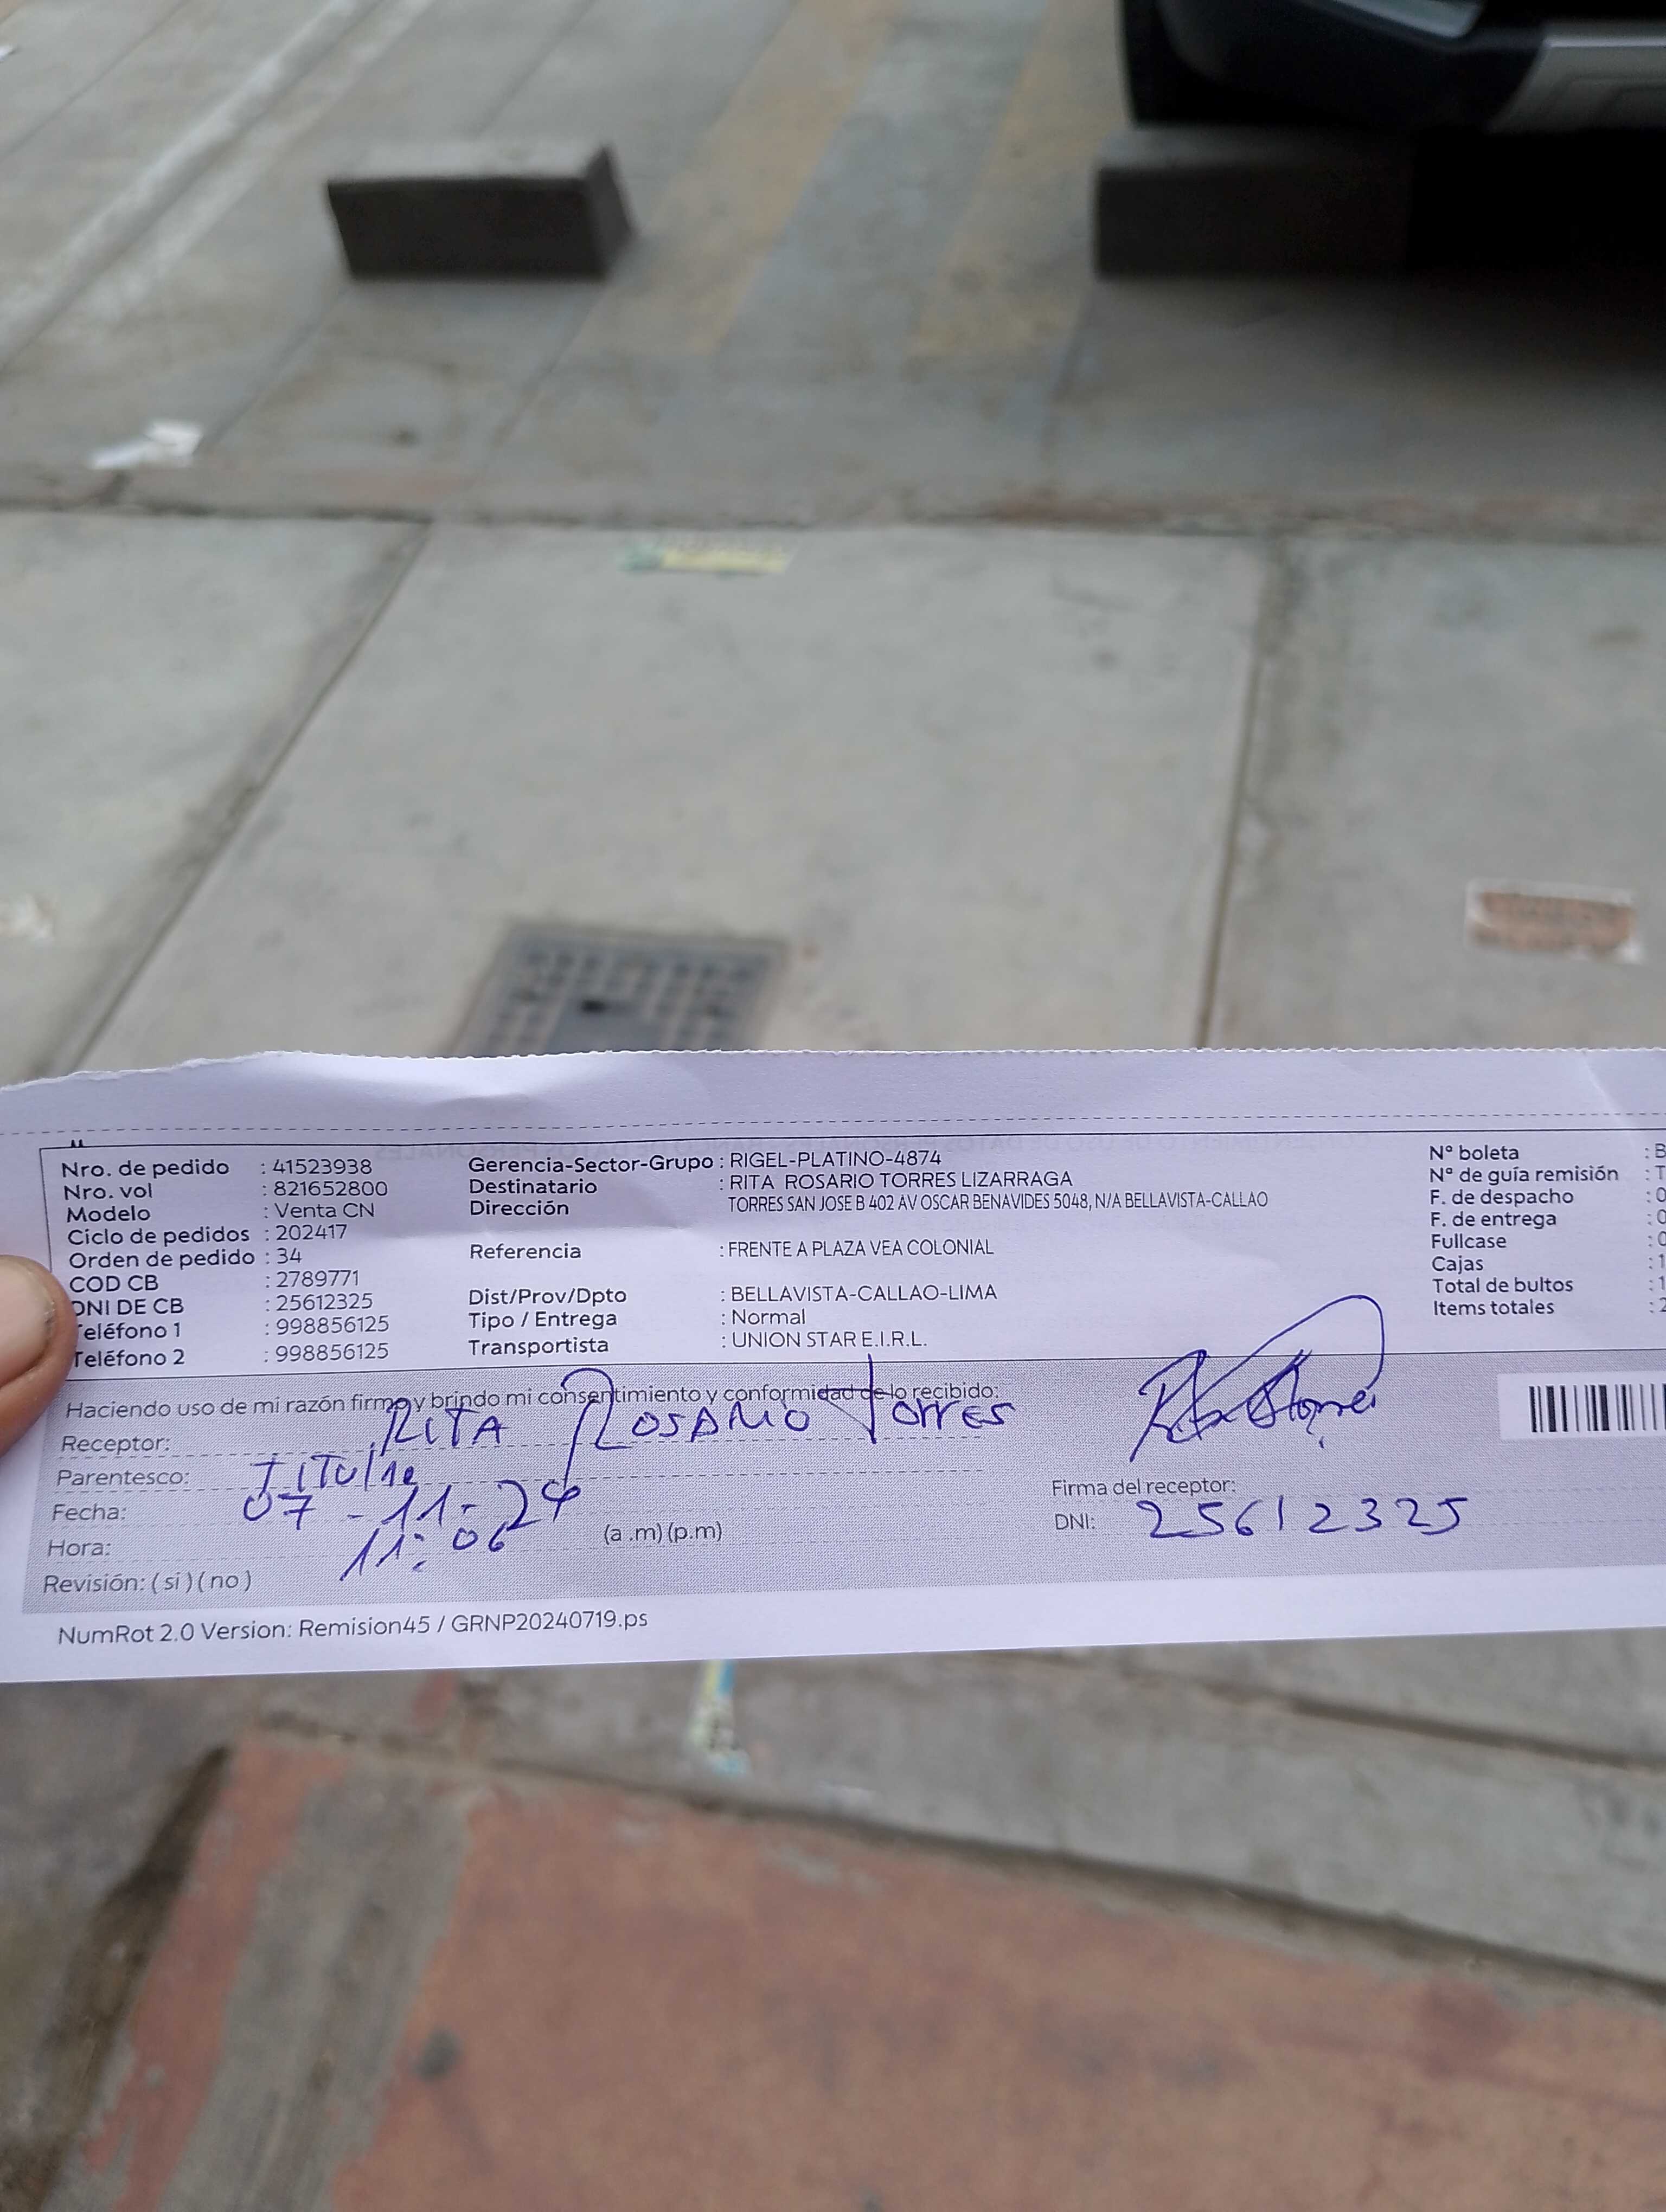 Nro. de pedido : 41523938
Nro. vol : 821652800
Modelo : Venta CN
Ciclo de pedidos : 202417
Orden de pedido : 34
COD CB : 2789771
DNI DE CB : 25612325
Teléfono 1 : 998856125
Teléfono 2 : 998856125
Gerencia-Sector-Grupo : RIGEL-PLATINO-4874
Destinatario : RITA ROSARIO TORRES LIZARRAGA
Dirección TORRES SAN JOSE B 402 AV OSCAR BENAVIDES 5048, N/A BELLAVISTA-CALLAO
Referencia : FRENTE A PLAZA VEA COLONIAL
Dist/Prov/Dpto : BELLAVISTA-CALLAO-LIMA
Tipo / Entrega : Normal
Transportista : UNION STAR E.I.R.L.
N° boleta : B
N° de guía remisión : T
F. de despacho : 0
F. de entrega : 0
Fullcase : 0
Cajas : 1
Total de bultos : 1
Items totales : 2
Haciendo uso de mi razón firmo y brindo mi consentimiento y conformidad de lo recibido:
Receptor: RITA ROSARIO Torres
Parentesco: TITULAR
Fecha: 07-11-24
Hora: 11:06 (a .m) (p.m)
Revisión: ( si ) ( no )
Firma del receptor:
DNI: 25612325
NumRot 2.0 Version: Remision45 / GRNP20240719.ps